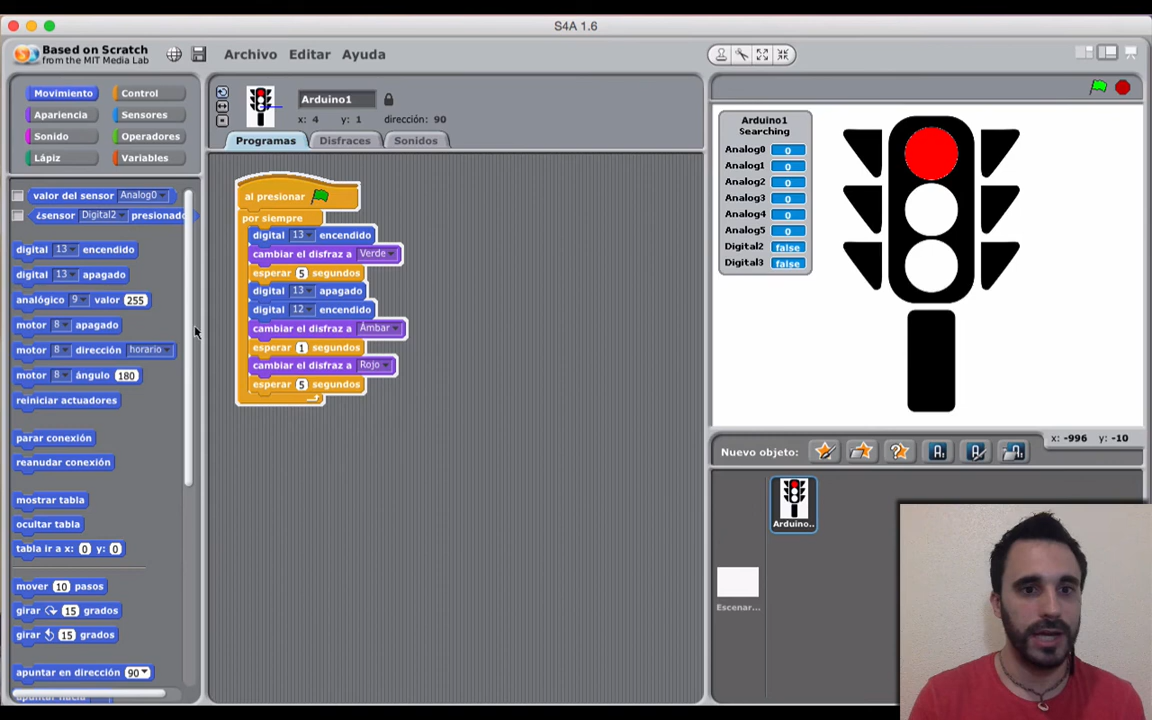 S4A 1.6
Based on Scratch
from the MIT Media Lab
Archivo Editar Ayuda
Movimiento Control
Apariencia Sensores
Sonido Operadores
Lápiz Variables
valor del sensor Analog0
¿sensor Digital2 presionado
digital 13 encendido
digital 13 apagado
analógico 9 valor 255
motor 8 apagado
motor 8 dirección horario
motor 8 ángulo 180
reiniciar actuadores
parar conexión
reanudar conexión
mostrar tabla
ocultar tabla
tabla ir a x: 0 y: 0
mover 10 pasos
girar 15 grados
girar 15 grados
apuntar en dirección 90
apuntar hacia
Arduino1
x: 4 y: 1 dirección: 90
Programas Disfraces Sonidos
al presionar
por siempre
digital 13 encendido
cambiar el disfraz a Verde
esperar 5 segundos
digital 13 apagado
digital 12 encendido
cambiar el disfraz a Ámbar
esperar 1 segundos
cambiar el disfraz a Rojo
esperar 5 segundos
Arduino1
Searching
Analog0 0
Analog1 0
Analog2 0
Analog3 0
Analog4 0
Analog5 0
Digital2 false
Digital3 false
x: -996 y: -10
Nuevo objeto:
Arduino..
Escenar...